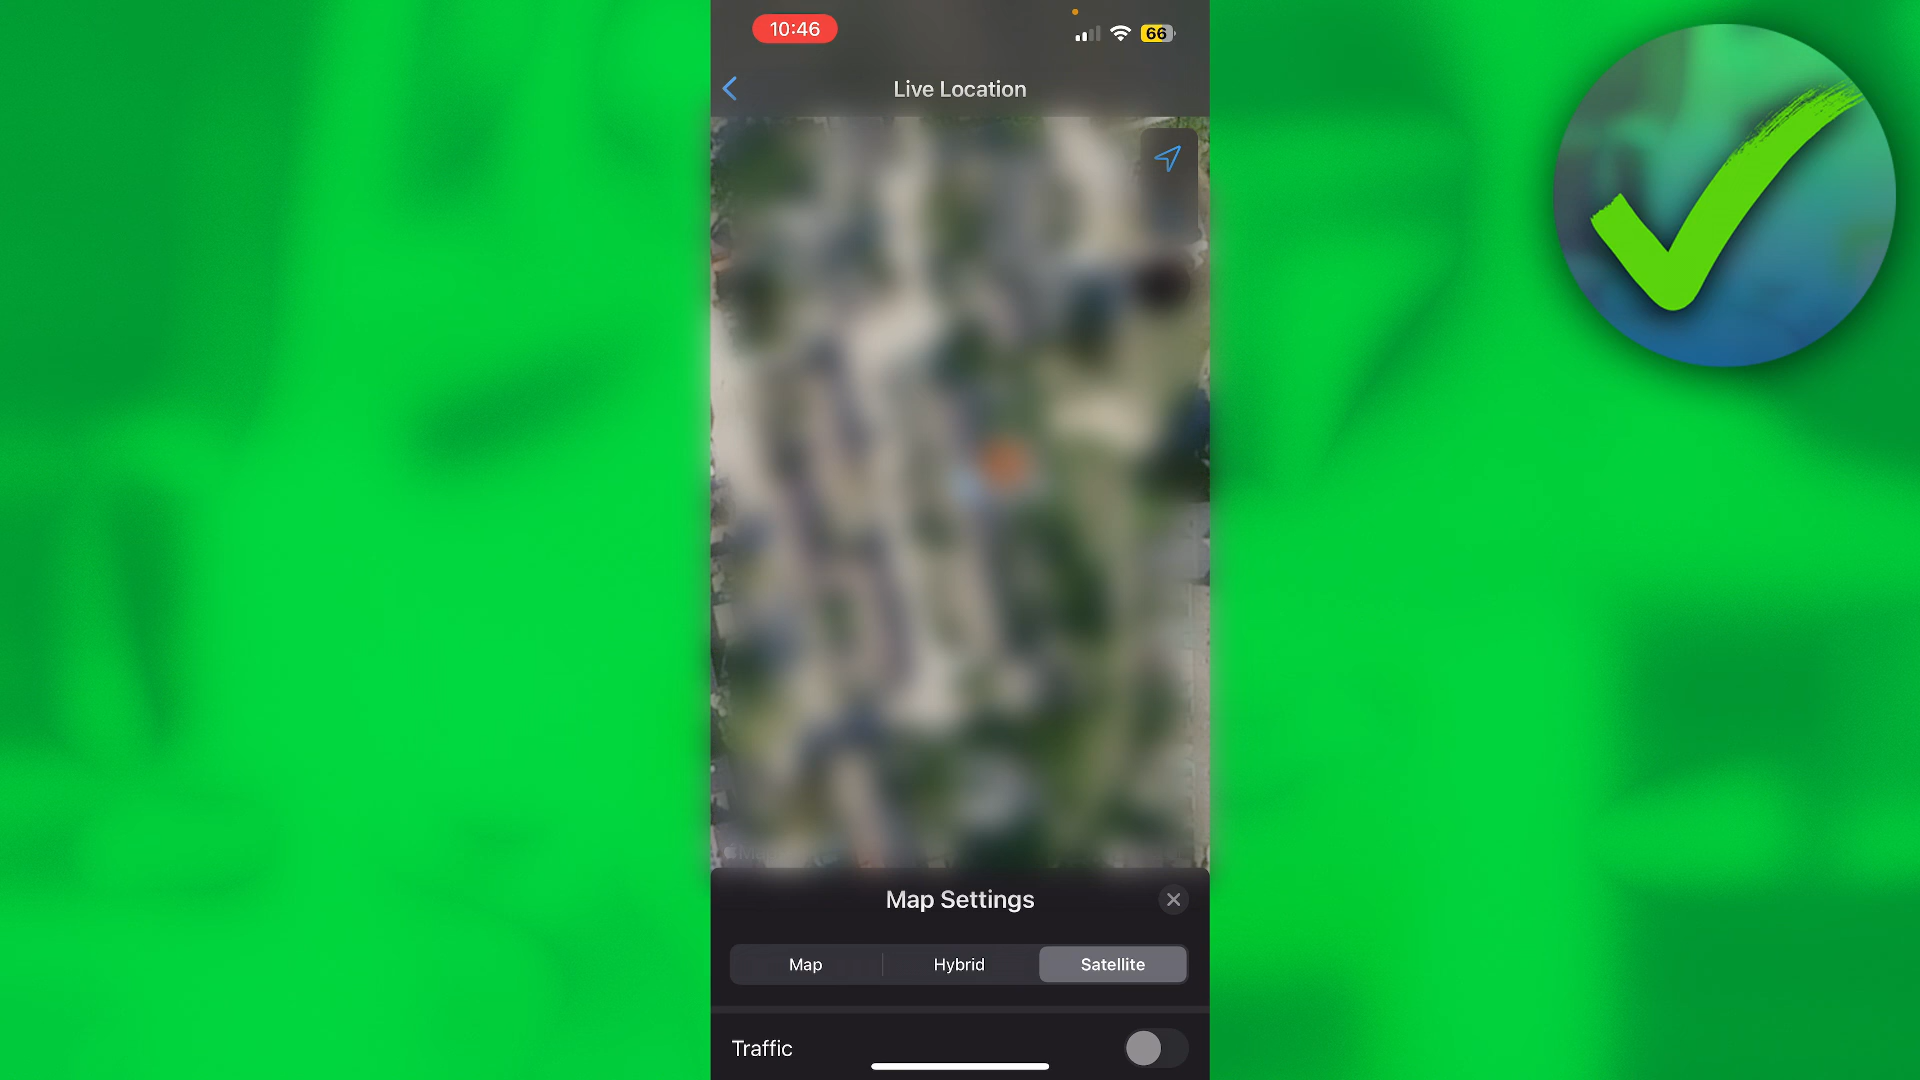 10:46
66
Live Location
Map Settings
Map
Hybrid
Satellite
Traffic